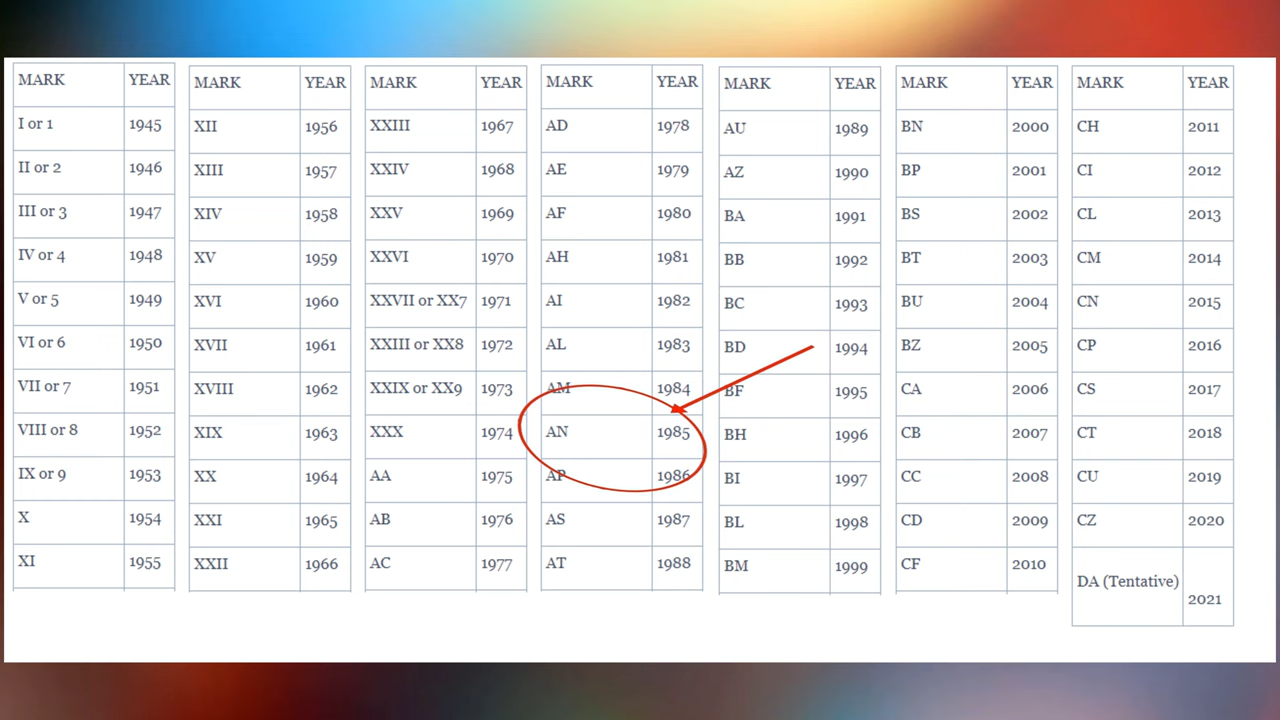 MARK YEAR
I or 1 1945
II or 2 1946
III or 3 1947
IV or 4 1948
V or 5 1949
VI or 6 1950
VII or 7 1951
VIII or 8 1952
IX or 9 1953
X 1954
XI 1955
MARK YEAR
XII 1956
XIII 1957
XIV 1958
XV 1959
XVI 1960
XVII 1961
XVIII 1962
XIX 1963
XX 1964
XXI 1965
XXII 1966
MARK YEAR
XXIII 1967
XXIV 1968
XXV 1969
XXVI 1970
XXVII or XX7 1971
XXIII or XX8 1972
XXIX or XX9 1973
XXX 1974
AA 1975
AB 1976
AC 1977
MARK YEAR
AD 1978
AE 1979
AF 1980
AH 1981
AI 1982
AL 1983
AM 1984
AN 1985
AP 1986
AS 1987
AT 1988
MARK YEAR
AU 1989
AZ 1990
BA 1991
BB 1992
BC 1993
BD 1994
BF 1995
BH 1996
BI 1997
BL 1998
BM 1999
MARK YEAR
BN 2000
BP 2001
BS 2002
BT 2003
BU 2004
BZ 2005
CA 2006
CB 2007
CC 2008
CD 2009
CF 2010
MARK YEAR
CH 2011
CI 2012
CL 2013
CM 2014
CN 2015
CP 2016
CS 2017
CT 2018
CU 2019
CZ 2020
DA (Tentative) 2021